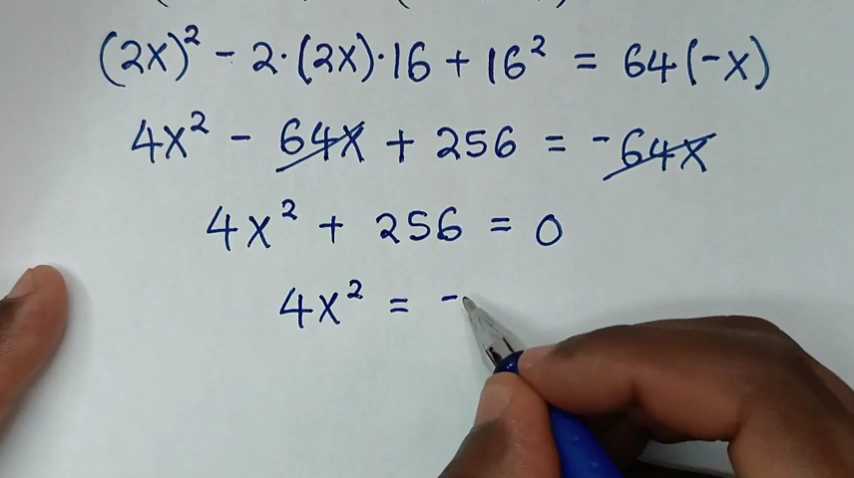 (2x)² - 2·(2x)·16 + 16² = 64(-x)
4x² - 64x + 256 = -64x
4x² + 256 = 0
4x² = -